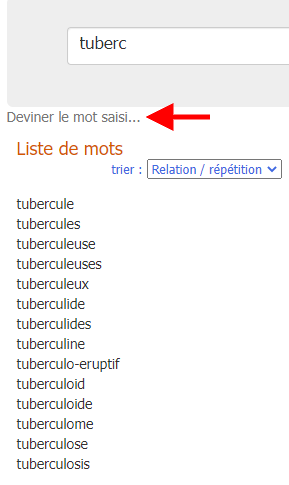 tuberc
Deviner le mot saisi...
Liste de mots
trier : Relation / répétition
tubercule
tubercules
tuberculeuse
tuberculeuses
tuberculeux
tuberculide
tuberculides
tuberculine
tuberculo-eruptif
tuberculoid
tuberculoide
tuberculome
tuberculose
tuberculosis